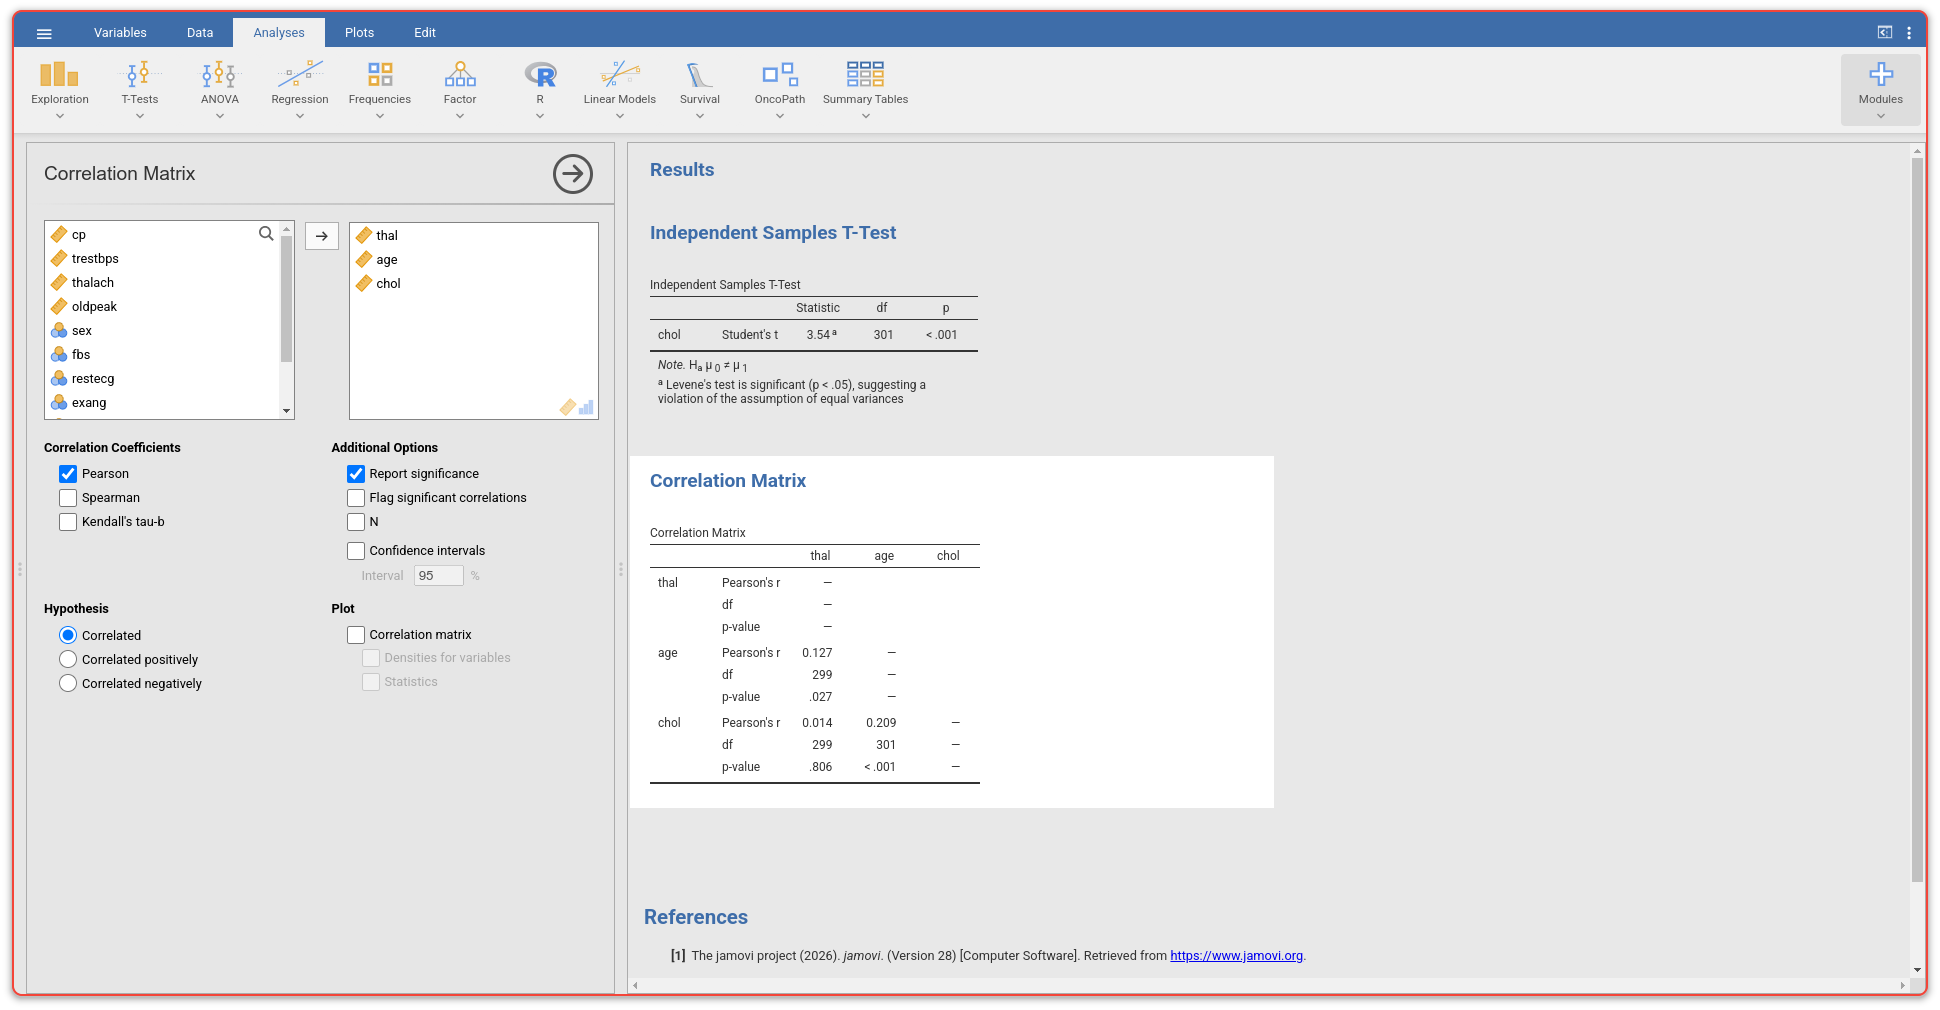 Variables Data Analyses Plots Edit
Exploration T-Tests ANOVA Regression Frequencies Factor R Linear Models Survival OncoPath Summary Tables Modules
Correlation Matrix
cp
trestbps
thalach
oldpeak
sex
fbs
restecg
exang
thal
age
chol
Correlation Coefficients
Pearson
Spearman
Kendall's tau-b
Additional Options
Report significance
Flag significant correlations
N
Confidence intervals
Interval 95 %
Hypothesis
Correlated
Correlated positively
Correlated negatively
Plot
Correlation matrix
Densities for variables
Statistics
Results
Independent Samples T-Test
Independent Samples T-Test
Statistic df p
chol Student's t 3.54 ᵃ 301 < .001
Note. Hₐ μ ₀ ≠ μ ₁
ᵃ Levene's test is significant (p < .05), suggesting a
violation of the assumption of equal variances
Correlation Matrix
Correlation Matrix
thal age chol
thal Pearson's r —
df —
p-value —
age Pearson's r 0.127 —
df 299 —
p-value .027 —
chol Pearson's r 0.014 0.209 —
df 299 301 —
p-value .806 < .001 —
References
[1] The jamovi project (2026). jamovi. (Version 28) [Computer Software]. Retrieved from https://www.jamovi.org.